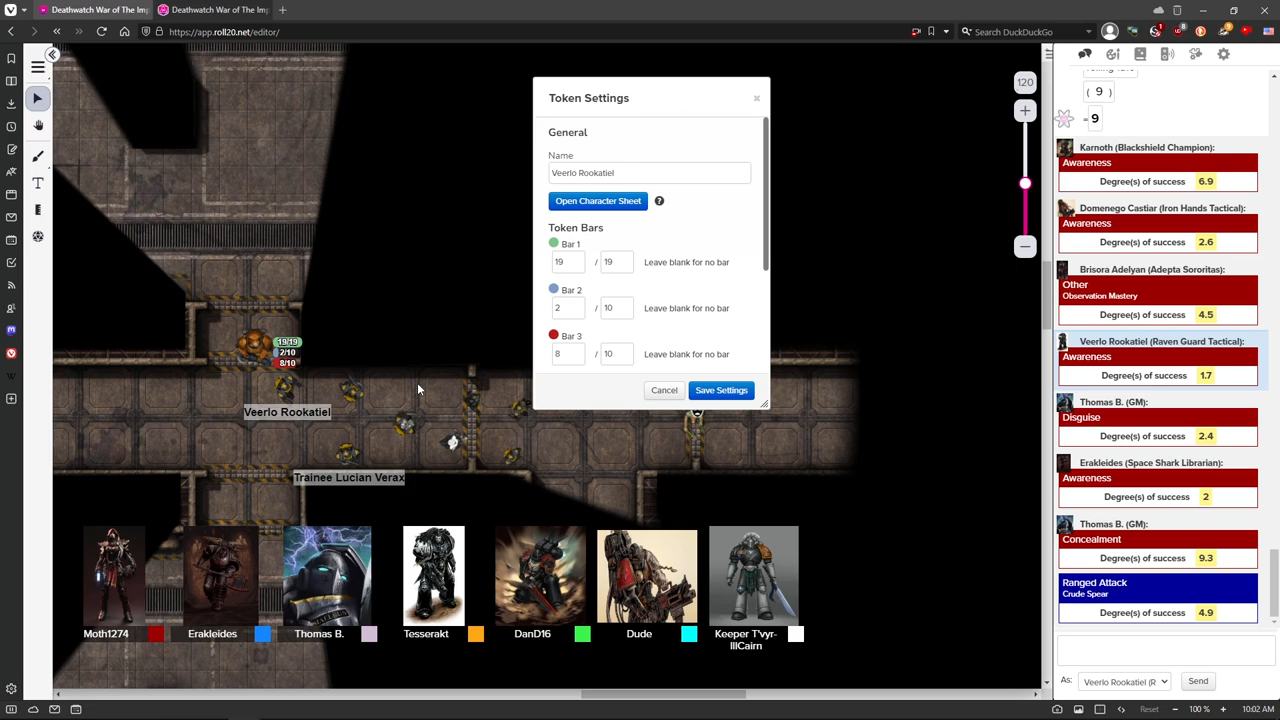 Deathwatch War of The Imp
Deathwatch War of The Imp
https://app.roll20.net/editor/
Search DuckDuckGo
120
Token Settings
General
Name
Veerlo Rookatiel
Open Character Sheet
Token Bars
Bar 1
19 / 19 Leave blank for no bar
Bar 2
2 / 10 Leave blank for no bar
Bar 3
8 / 10 Leave blank for no bar
Cancel
Save Settings
19/19
2/10
8/10
Veerlo Rookatiel
Trainee Lucian Verax
Moth1274
Erakleides
Thomas B.
Tesserakt
DanD16
Dude
Keeper T'vyr-
IllCairn
( 9 )
=9
Karnoth (Blackshield Champion):
Awareness
Degree(s) of success 6.9
Domenego Castiar (Iron Hands Tactical):
Awareness
Degree(s) of success 2.6
Brisora Adelyan (Adepta Sororitas):
Other
Observation Mastery
Degree(s) of success 4.5
Veerlo Rookatiel (Raven Guard Tactical):
Awareness
Degree(s) of success 1.7
Thomas B. (GM):
Disguise
Degree(s) of success 2.4
Erakleides (Space Shark Librarian):
Awareness
Degree(s) of success 2
Thomas B. (GM):
Concealment
Degree(s) of success 9.3
Ranged Attack
Crude Spear
Degree(s) of success 4.9
As: Veerlo Rookatiel (R
Send
Reset
100 %
10:02 AM